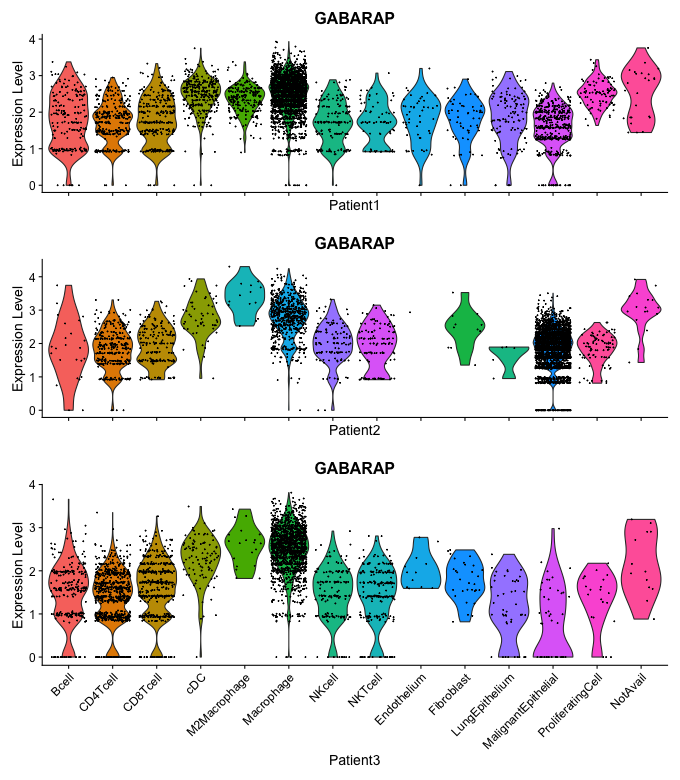 GABARAP
Expression Level
4
3
2
1
0
Patient1
GABARAP
Expression Level
4
3
2
1
0
Patient2
GABARAP
Expression Level
4
3
2
1
0
Bcell
CD4Tcell
CD8Tcell
cDC
M2Macrophage
Macrophage
NKcell
NKTcell
Endothelium
Fibroblast
LungEpithelium
MalignantEpithelial
ProliferatingCell
NotAvail
Patient3